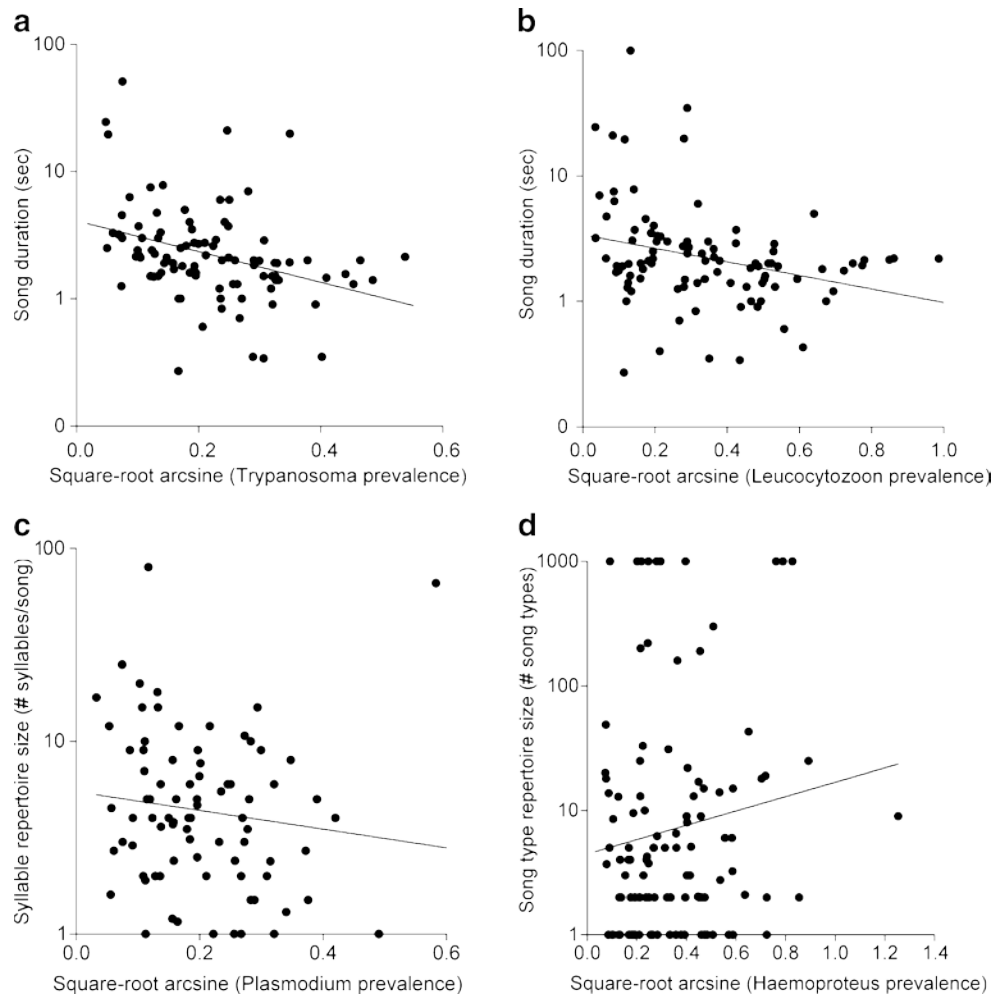 a
Song duration (sec)
100
10
1
0
0.0 0.2 0.4 0.6
Square-root arcsine (Trypanosoma prevalence)
b
Song duration (sec)
100
10
1
0
0.0 0.2 0.4 0.6 0.8 1.0
Square-root arcsine (Leucocytozoon prevalence)
c
Syllable repertoire size (# syllables/song)
100
10
1
0.0 0.2 0.4 0.6
Square-root arcsine (Plasmodium prevalence)
d
Song type repertoire size (# song types)
1000
100
10
1
0.0 0.2 0.4 0.6 0.8 1.0 1.2 1.4
Square-root arcsine (Haemoproteus prevalence)